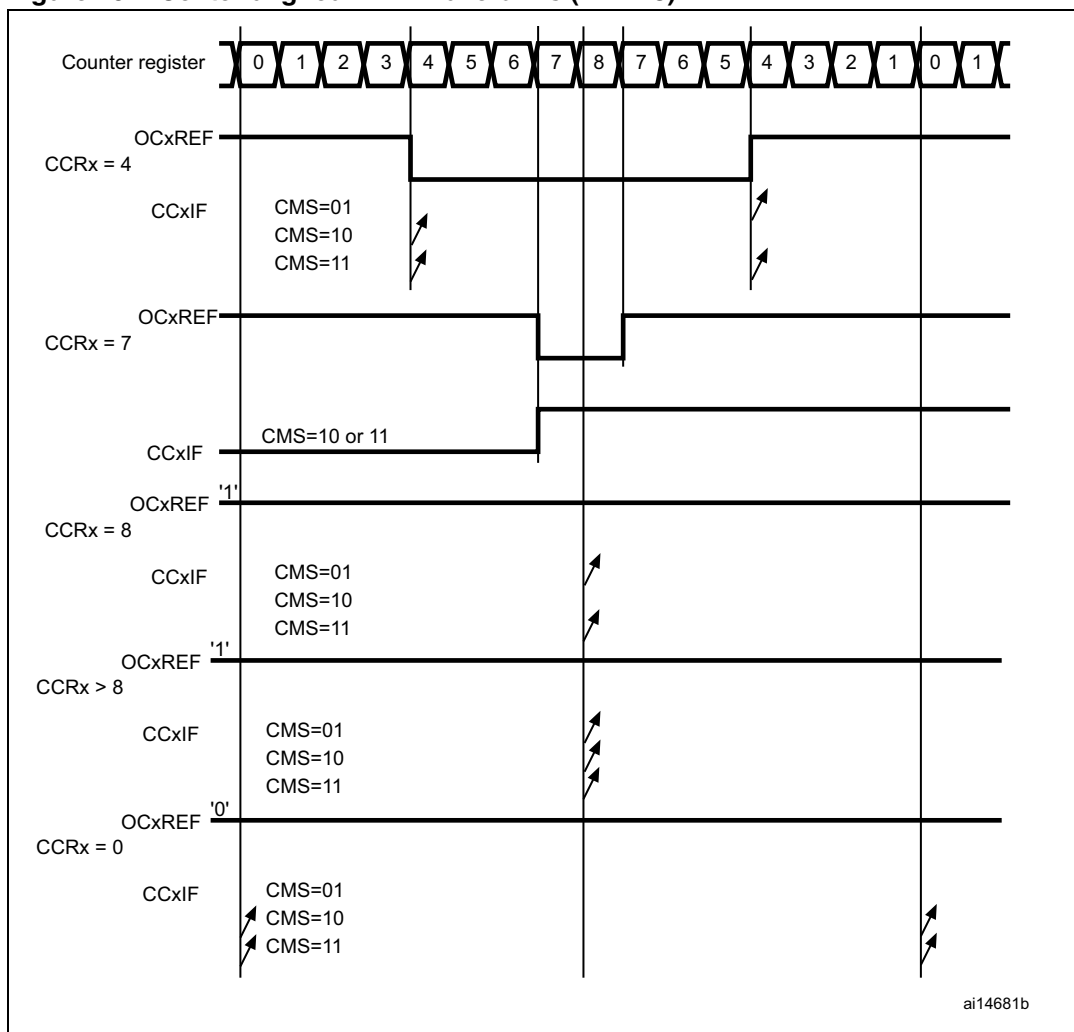 Counter register 0 1 2 3 4 5 6 7 8 7 6 5 4 3 2 1 0 1
OCxREF
CCRx = 4
CCxIF
CMS=01
CMS=10
CMS=11
OCxREF
CCRx = 7
CMS=10 or 11
CCxIF
'1'
OCxREF
CCRx = 8
CCxIF
CMS=01
CMS=10
CMS=11
'1'
OCxREF
CCRx > 8
CCxIF
CMS=01
CMS=10
CMS=11
'0'
OCxREF
CCRx = 0
CCxIF
CMS=01
CMS=10
CMS=11
ai14681b